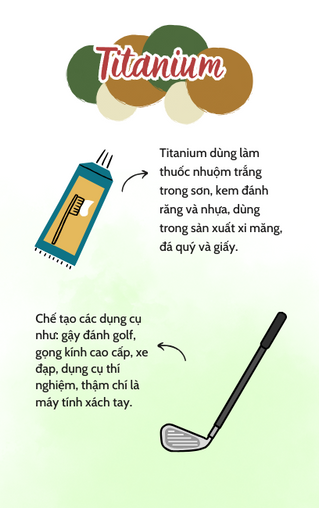 Titanium
Titanium dùng làm
thuốc nhuộm trắng
trong sơn, kem đánh
răng và nhựa, dùng
trong sản xuất xi măng,
đá quý và giấy.
Chế tạo các dụng cụ
như: gậy đánh golf,
gọng kính cao cấp, xe
đạp, dụng cụ thí
nghiệm, thậm chí là
máy tính xách tay.